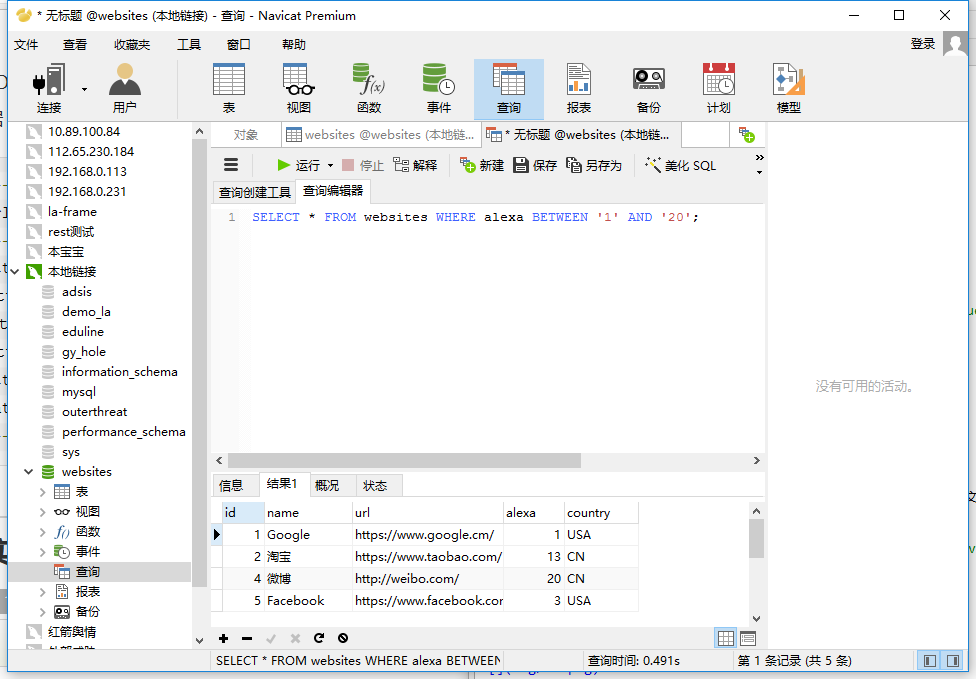 * 无标题 @websites (本地链接) - 查询 - Navicat Premium
文件 查看 收藏夹 工具 窗口 帮助 登录
连接 用户 表 视图 函数 事件 查询 报表 备份 计划 模型
对象 websites @websites (本地链... * 无标题 @websites (本地链...
运行 停止 解释 新建 保存 另存为 美化 SQL
查询创建工具 查询编辑器
1 SELECT * FROM websites WHERE alexa BETWEEN '1' AND '20';
10.89.100.84
112.65.230.184
192.168.0.113
192.168.0.231
la-frame
rest测试
本宝宝
本地链接
adsis
demo_la
eduline
gy_hole
information_schema
mysql
outerthreat
performance_schema
sys
websites
表
视图
函数
事件
查询
报表
备份
红箭舆情
没有可用的活动。
信息 结果1 概况 状态
id name url alexa country
1 Google https://www.google.cm/ 1 USA
2 淘宝 https://www.taobao.com/ 13 CN
4 微博 http://weibo.com/ 20 CN
5 Facebook https://www.facebook.cor 3 USA
SELECT * FROM websites WHERE alexa BETWEEN 查询时间: 0.491s 第 1 条记录 (共 5 条)